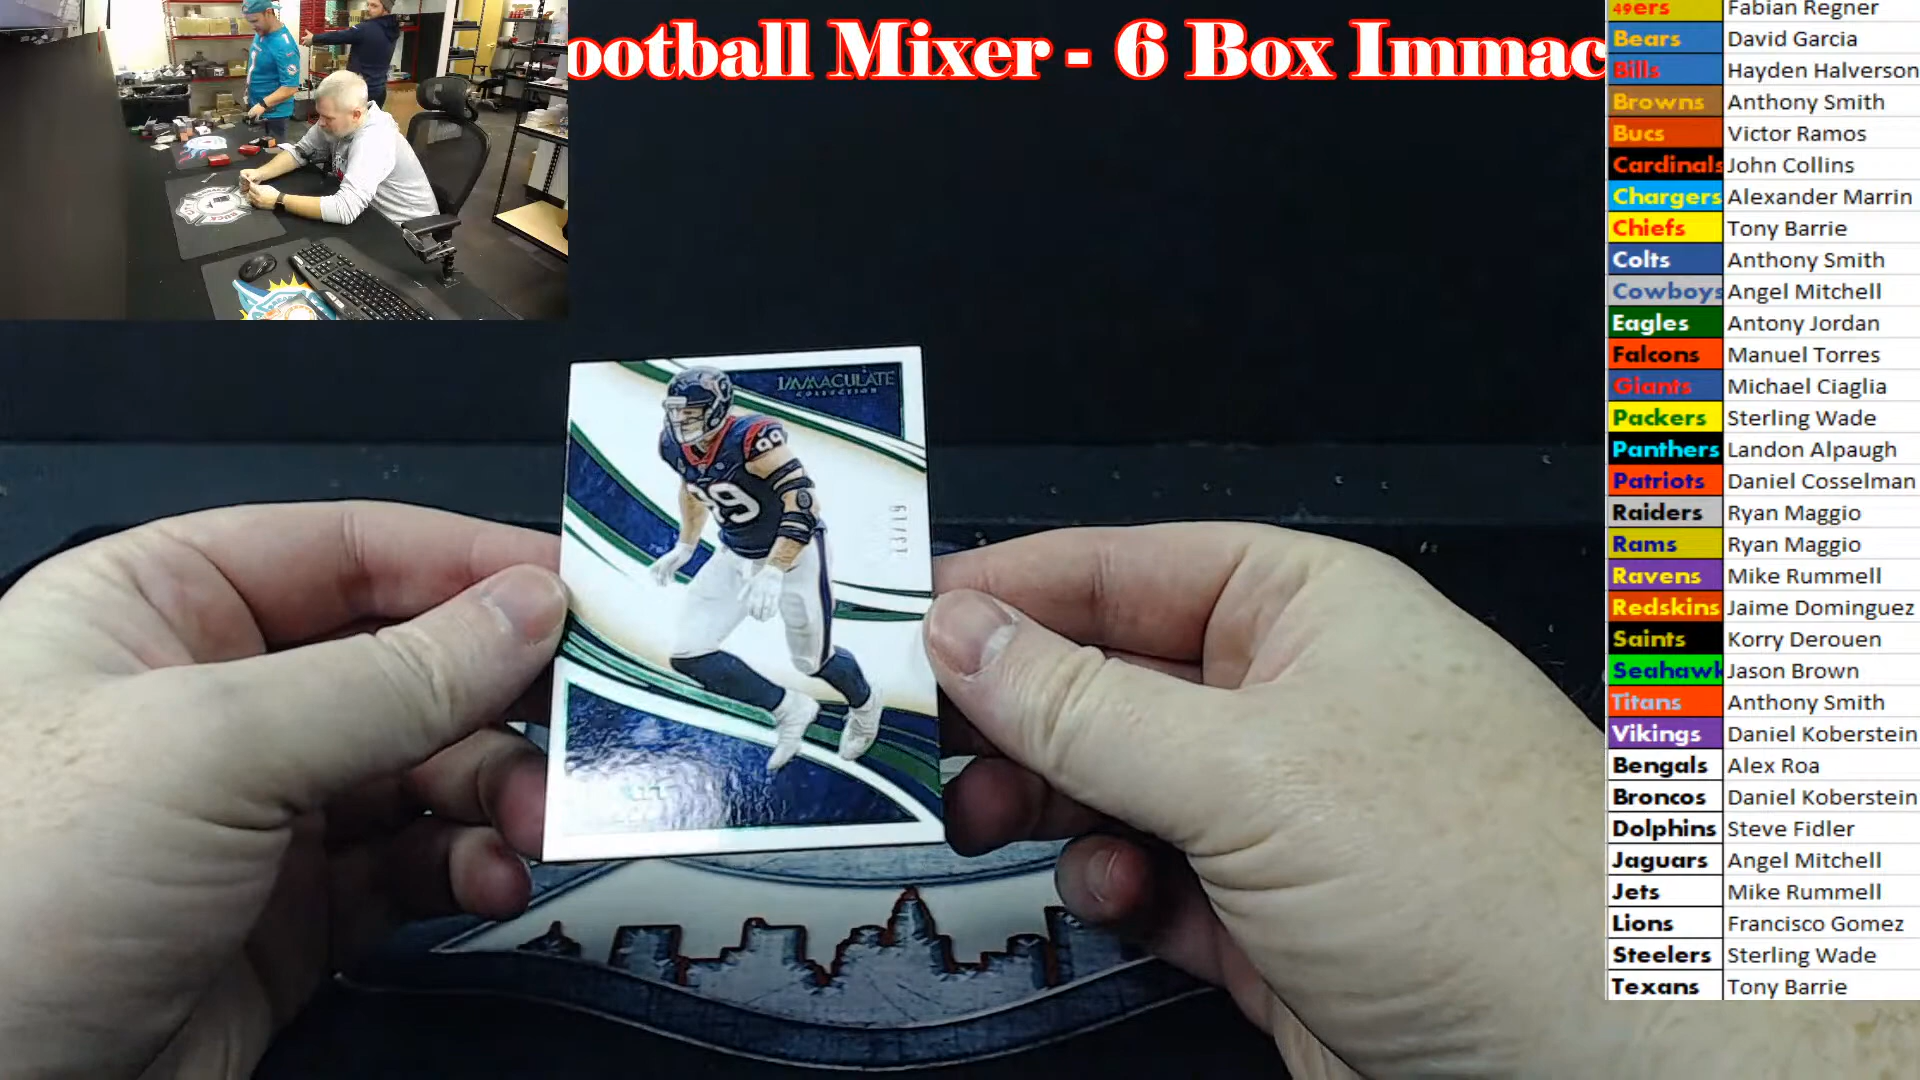 ootball Mixer - 6 Box Immac
49ers Fabian Regner
Bears David Garcia
Bills Hayden Halverson
Browns Anthony Smith
Bucs Victor Ramos
Cardinals John Collins
Chargers Alexander Marrin
Chiefs Tony Barrie
Colts Anthony Smith
Cowboys Angel Mitchell
Eagles Antony Jordan
Falcons Manuel Torres
Giants Michael Ciaglia
Packers Sterling Wade
Panthers Landon Alpaugh
Patriots Daniel Cosselman
Raiders Ryan Maggio
Rams Ryan Maggio
Ravens Mike Rummell
Redskins Jaime Dominguez
Saints Korry Derouen
Seahawk Jason Brown
Titans Anthony Smith
Vikings Daniel Koberstein
Bengals Alex Roa
Broncos Daniel Koberstein
Dolphins Steve Fidler
Jaguars Angel Mitchell
Jets Mike Rummell
Lions Francisco Gomez
Steelers Sterling Wade
Texans Tony Barrie
IMMACULATE
COLLECTION
99
99
13/19